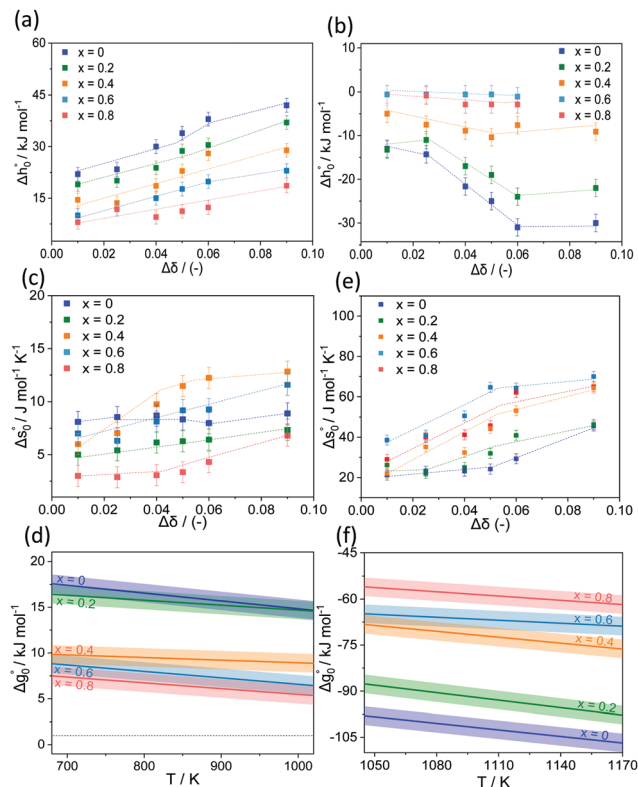 (a)
x = 0
x = 0.2
x = 0.4
x = 0.6
x = 0.8
60
45
30
15
0.00 0.02 0.04 0.06 0.08 0.10
Δh°₀ / kJ mol⁻¹
Δδ / (-)
(b)
x = 0
x = 0.2
x = 0.4
x = 0.6
x = 0.8
10
0
-10
-20
-30
0.00 0.02 0.04 0.06 0.08 0.10
Δh°₀ / kJ mol⁻¹
Δδ / (-)
(c)
x = 0
x = 0.2
x = 0.4
x = 0.6
x = 0.8
20
15
10
5
0.00 0.02 0.04 0.06 0.08 0.10
Δs°₀ / J mol⁻¹ K⁻¹
Δδ / (-)
(e)
x = 0
x = 0.2
x = 0.4
x = 0.6
x = 0.8
100
80
60
40
20
0.00 0.02 0.04 0.06 0.08 0.10
Δs°₀ / J mol⁻¹ K⁻¹
Δδ (-)
(d)
20
15
10
5
0
x = 0
x = 0.2
x = 0.4
x = 0.6
x = 0.8
700 800 900 1000
Δg°₀ / kJ mol⁻¹
T / K
(f)
-45
-60
-75
-90
-105
x = 0.8
x = 0.6
x = 0.4
x = 0.2
x = 0
1050 1080 1110 1140 1170
Δg°₀ / kJ mol⁻¹
T / K